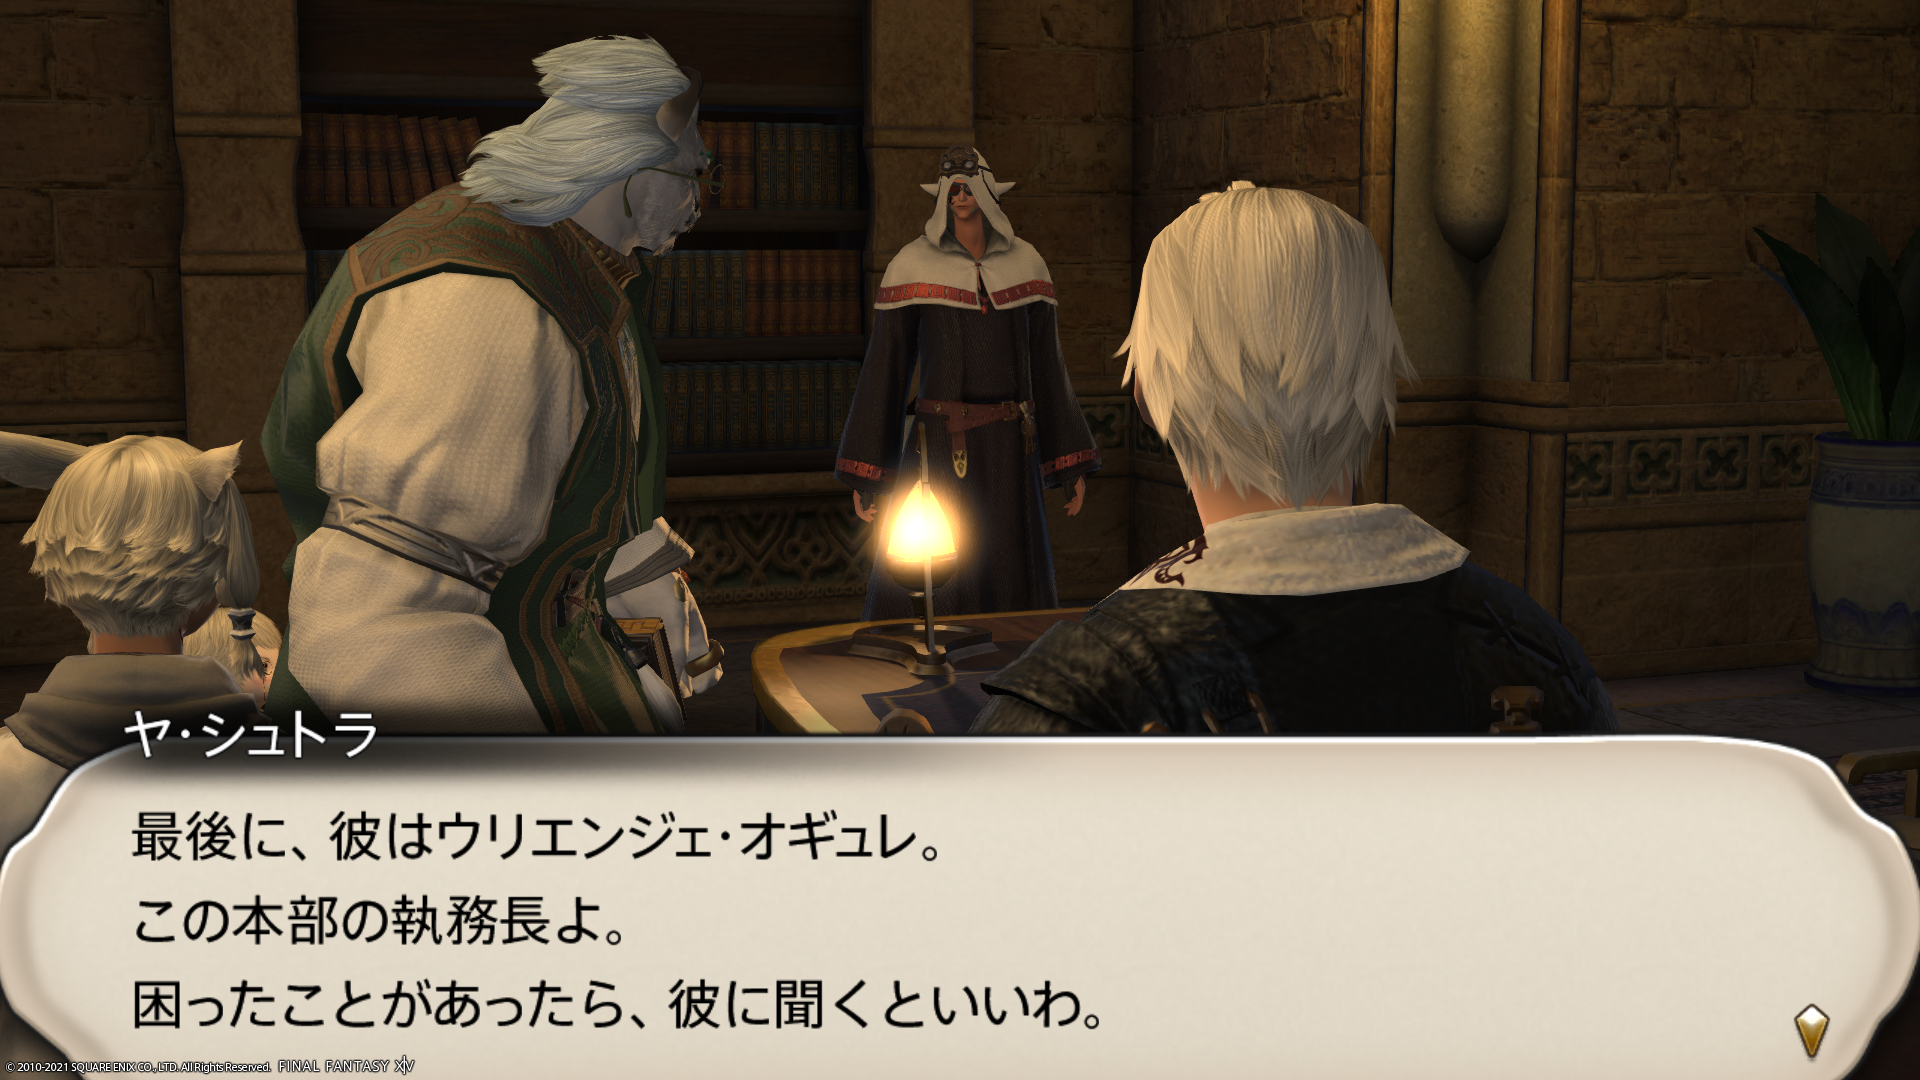 ヤ・シュトラ
最後に、彼はウリエンジェ・オギュレ。
この本部の執務長よ。
困ったことがあったら、彼に聞くといいわ。
© 2010-2021 SQUARE ENIX CO., LTD. All Rights Reserved. FINAL FANTASY XIV